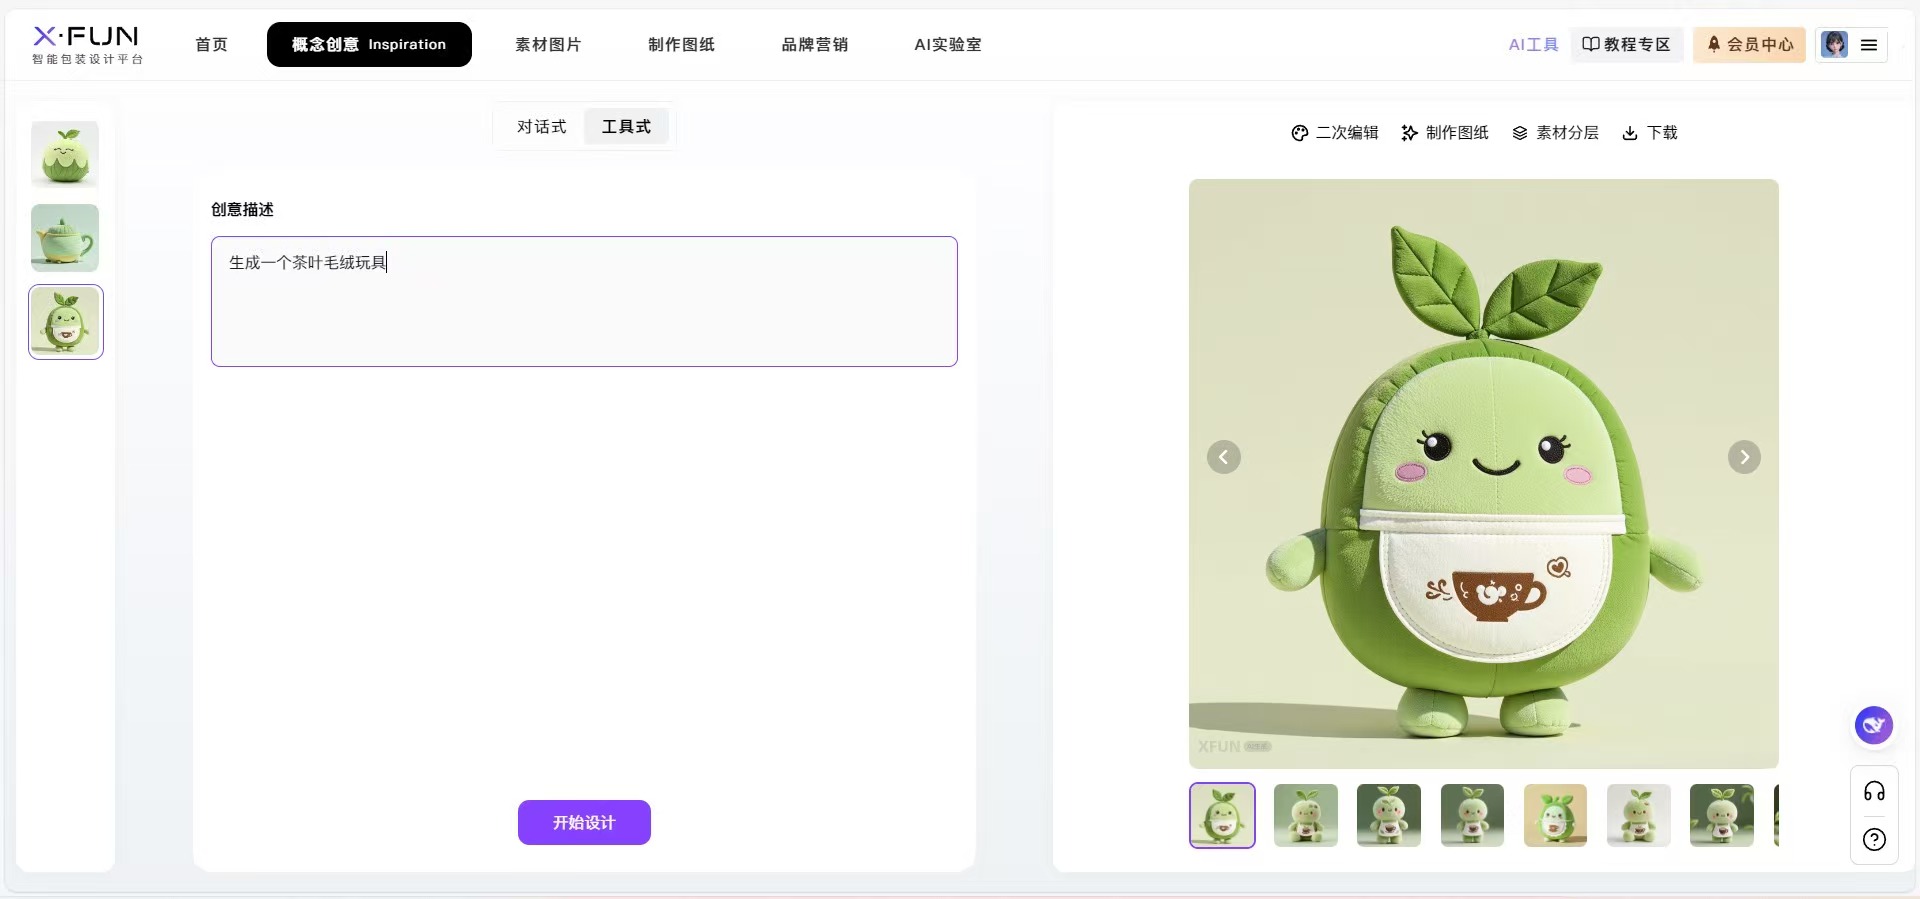 X·FUN
智能包装设计平台
首页
概念创意 Inspiration
素材图片
制作图纸
品牌营销
AI实验室
AI工具
教程专区
会员中心
对话式
工具式
二次编辑
制作图纸
素材分层
下载
创意描述
生成一个茶叶毛绒玩具
XFUN
开始设计